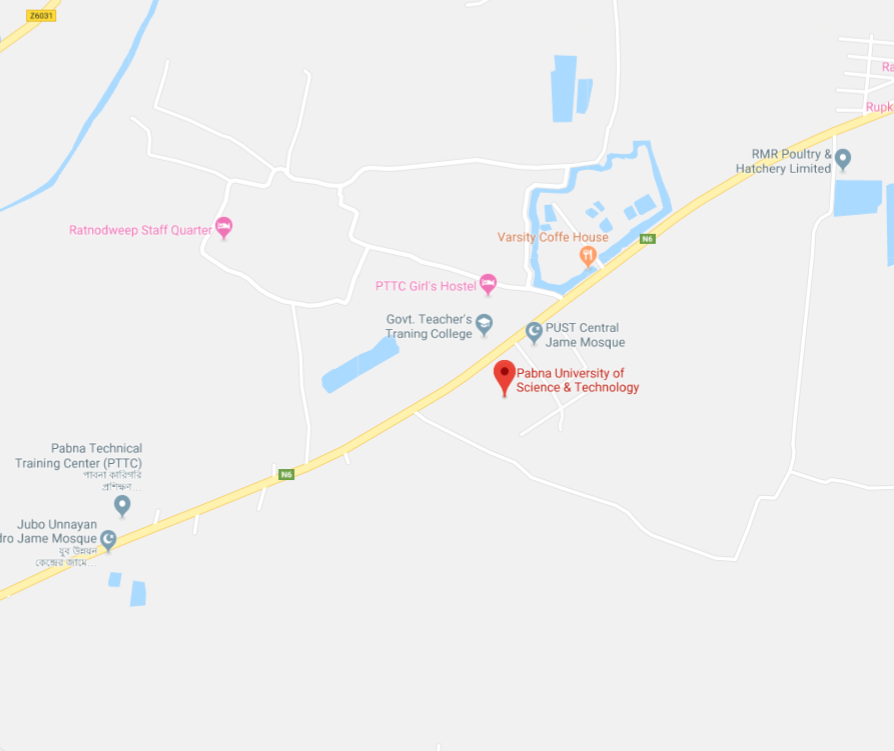 Z6031
Ra
Rupk
RMR Poultry &
Hatchery Limited
Ratnodweep Staff Quarter
Varsity Coffe House
N6
PTTC Girl's Hostel
Govt. Teacher's
Traning College
PUST Central
Jame Mosque
Pabna University of
Science & Technology
Pabna Technical
Training Center (PTTC)
পাবনা কারিগরি
প্রশিক্ষণ...
N6
Jubo Unnayan
dro Jame Mosque
যুব উন্নয়ন
কেন্দ্রের জামে...